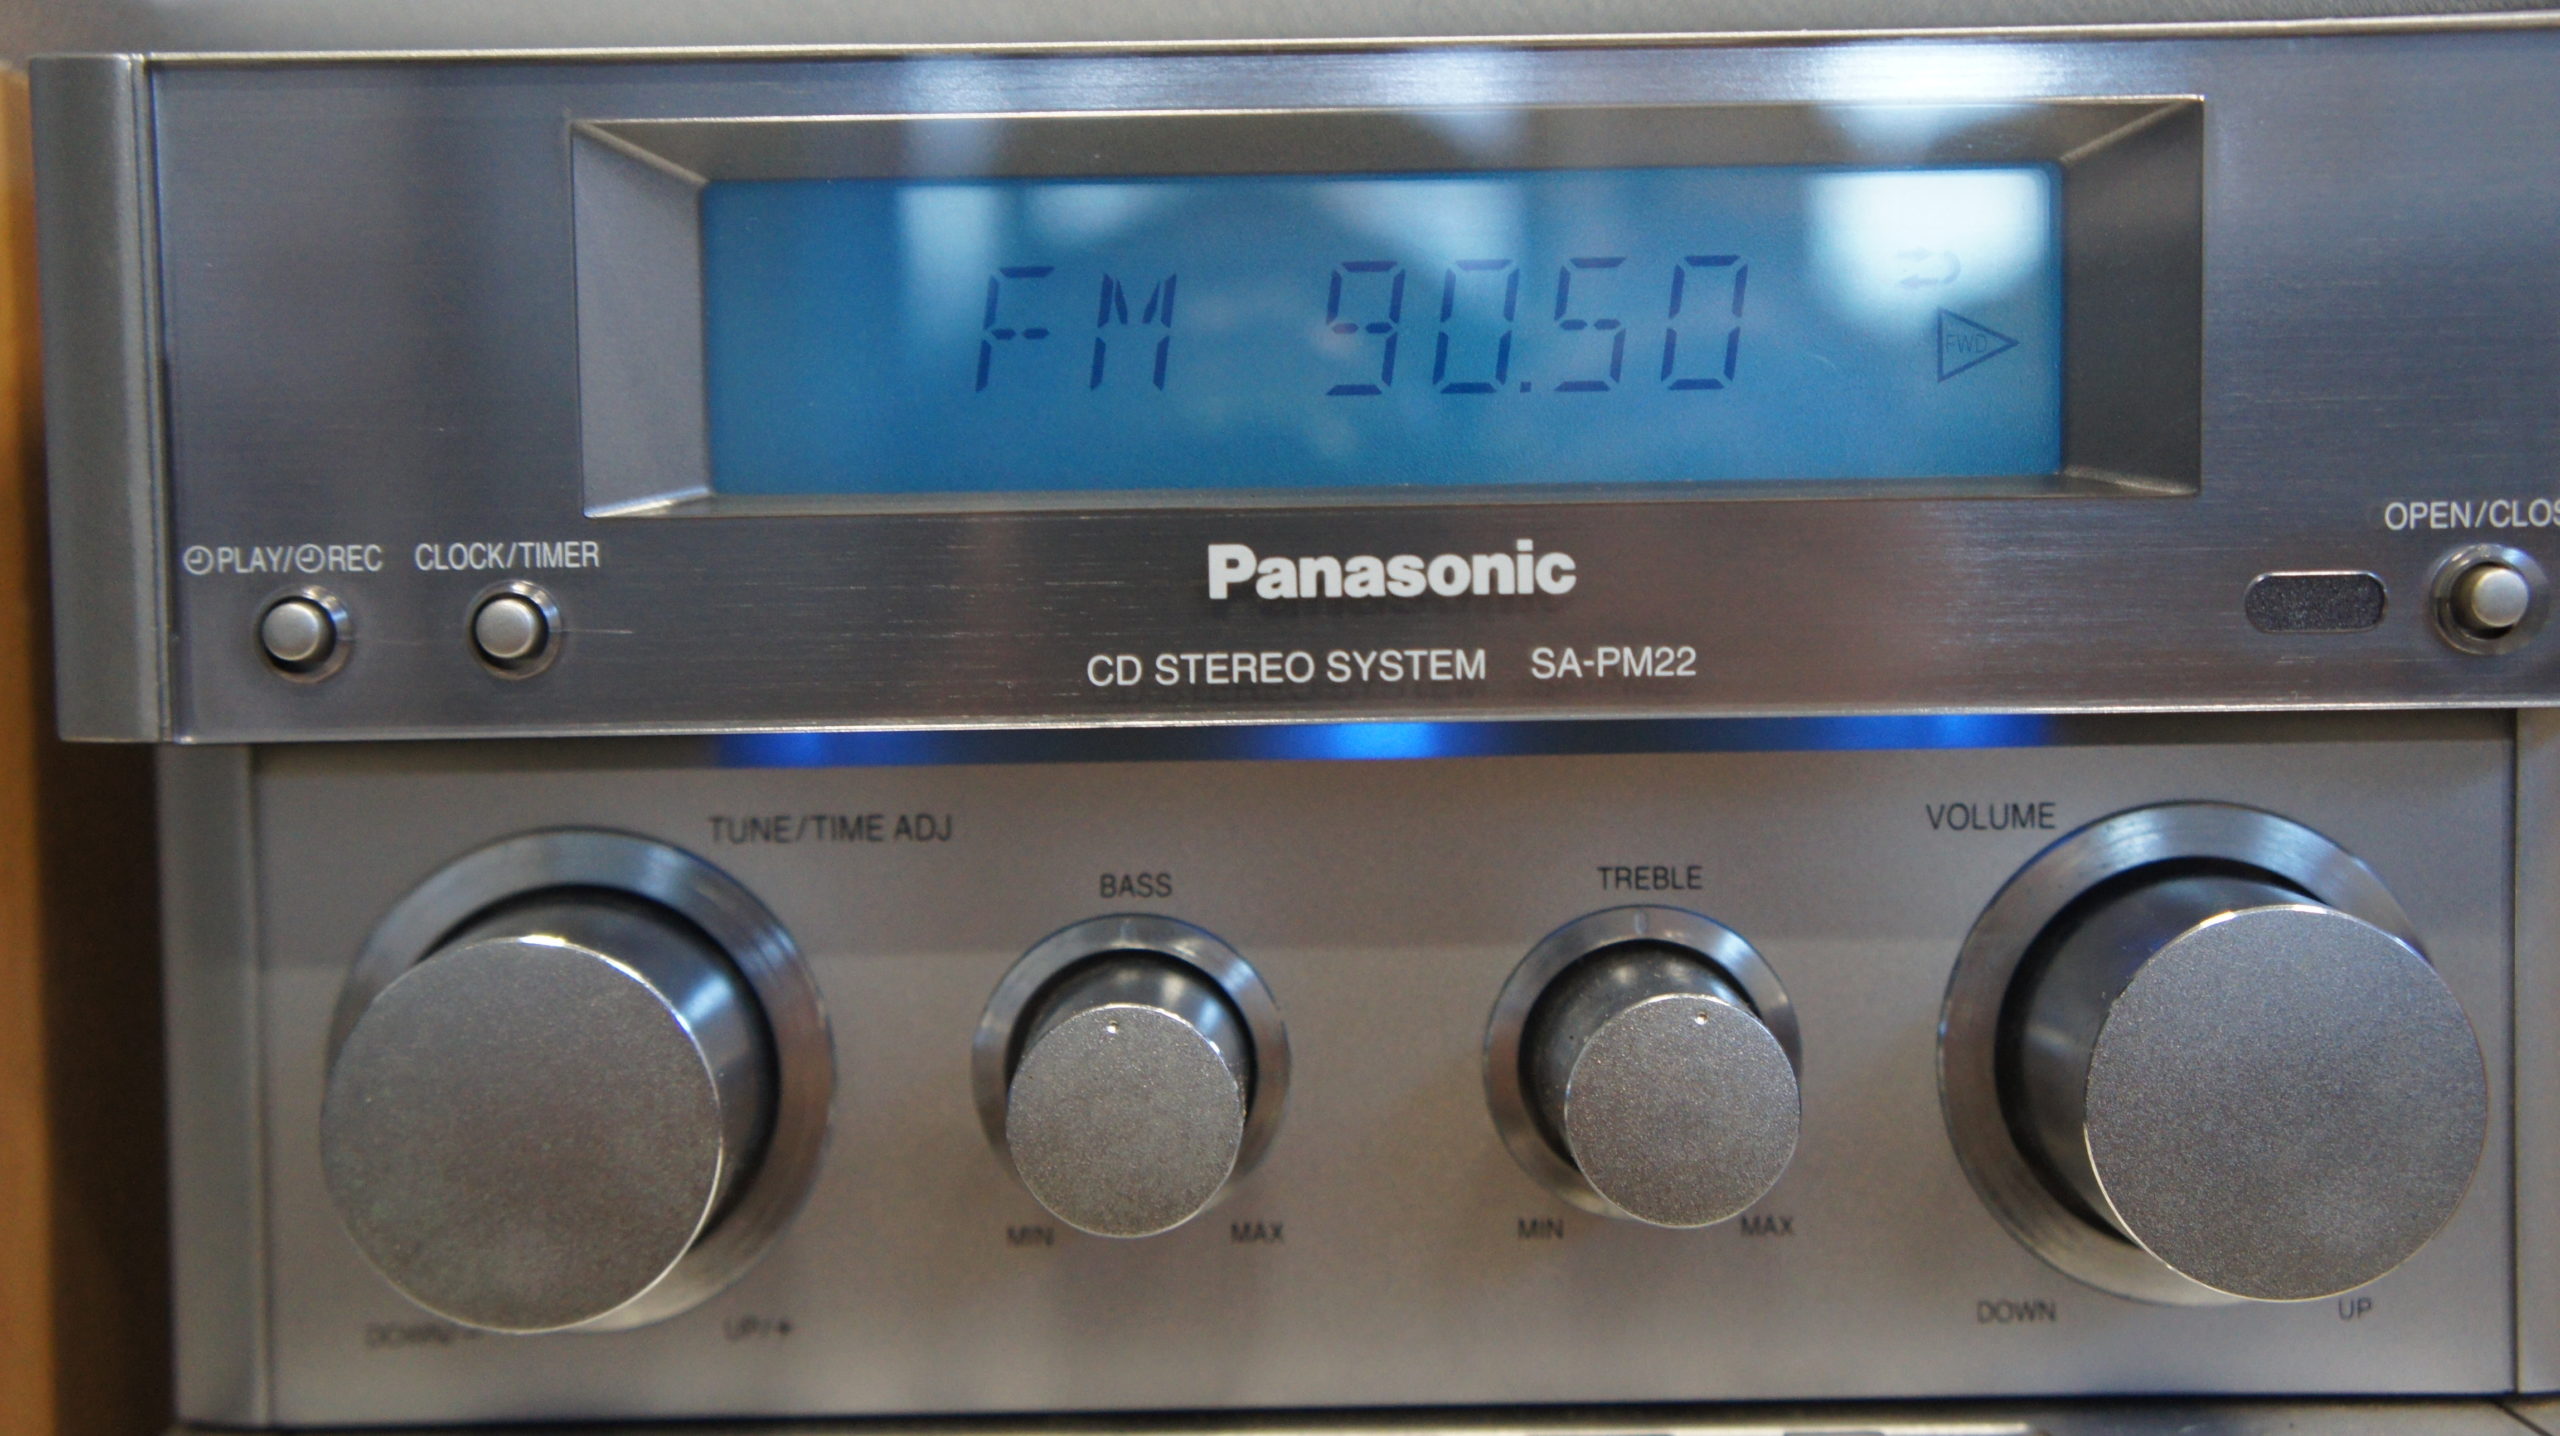 FM 90.50
FWD
PLAY/REC CLOCK/TIMER
OPEN/CLOS
Panasonic
CD STEREO SYSTEM SA-PM22
TUNE/TIME ADJ
VOLUME
BASS
TREBLE
MIN MAX
MIN MAX
DOWN/- UP/+
DOWN UP